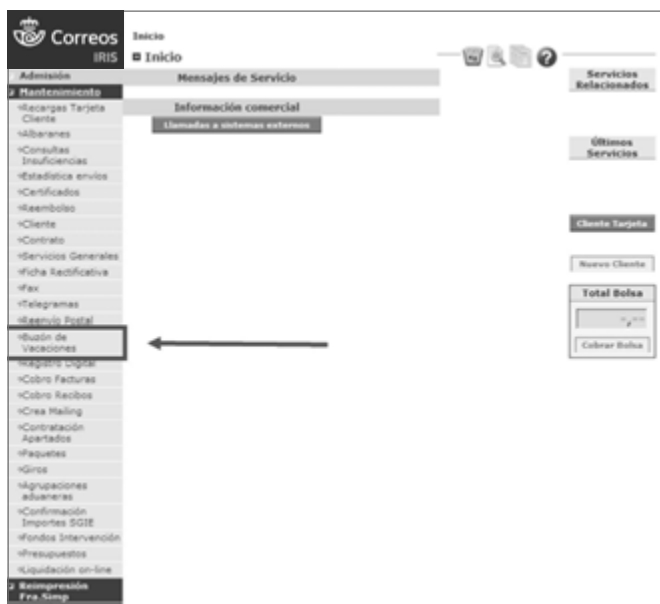 Correos
IRIS
Inicio
Inicio
Mensajes de Servicio
Información comercial
Llamadas a sistemas externos
Admisión
2 Mantenimiento
Recargas Tarjeta
Cliente
Albaranes
Consultas
Insuficiencias
Estadística envíos
Certificados
Reembolso
Cliente
Contrato
Servicios Generales
Ficha Rectificativa
Fax
Telegramas
Reenvío Postal
Buzón de
Vacaciones
Registro Digital
Cobro Facturas
Cobro Recibos
Crea Mailing
Contratación
Apartados
Paquetes
Giros
Agrupaciones
aduaneras
Confirmación
Importes SGIE
Fondos Intervención
Presupuestos
Liquidación on-line
2 Reimpresión
Fra.Simp
Servicios
Relacionados
Últimos
Servicios
Cliente Tarjeta
Nuevo Cliente
Total Bolsa
-,--
Cobrar Bolsa